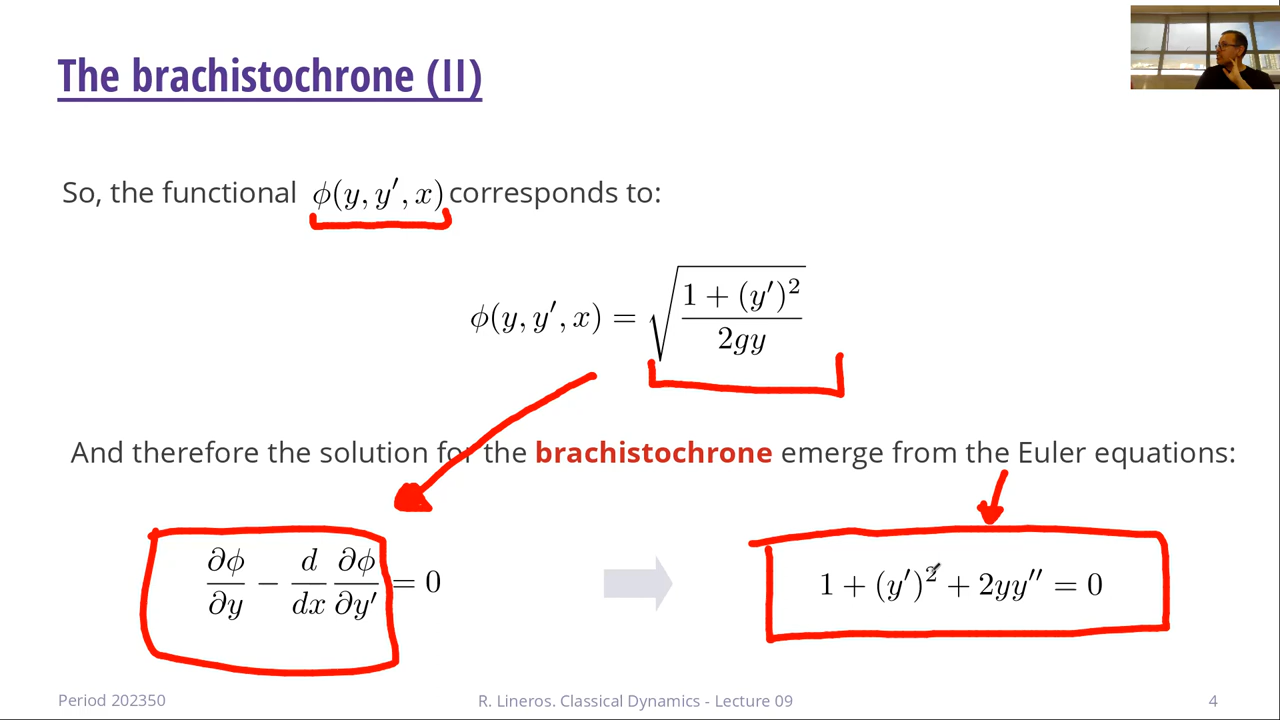 The brachistochrone (II)
So, the functional ϕ(y, y′, x) corresponds to:
ϕ(y, y′, x) = √((1 + (y′)²)/(2gy))
And therefore the solution for the brachistochrone emerge from the Euler equations:
∂ϕ/∂y − d/dx ∂ϕ/∂y′ = 0
1 + (y′)² + 2yy′′ = 0
Period 202350
R. Lineros. Classical Dynamics - Lecture 09
4